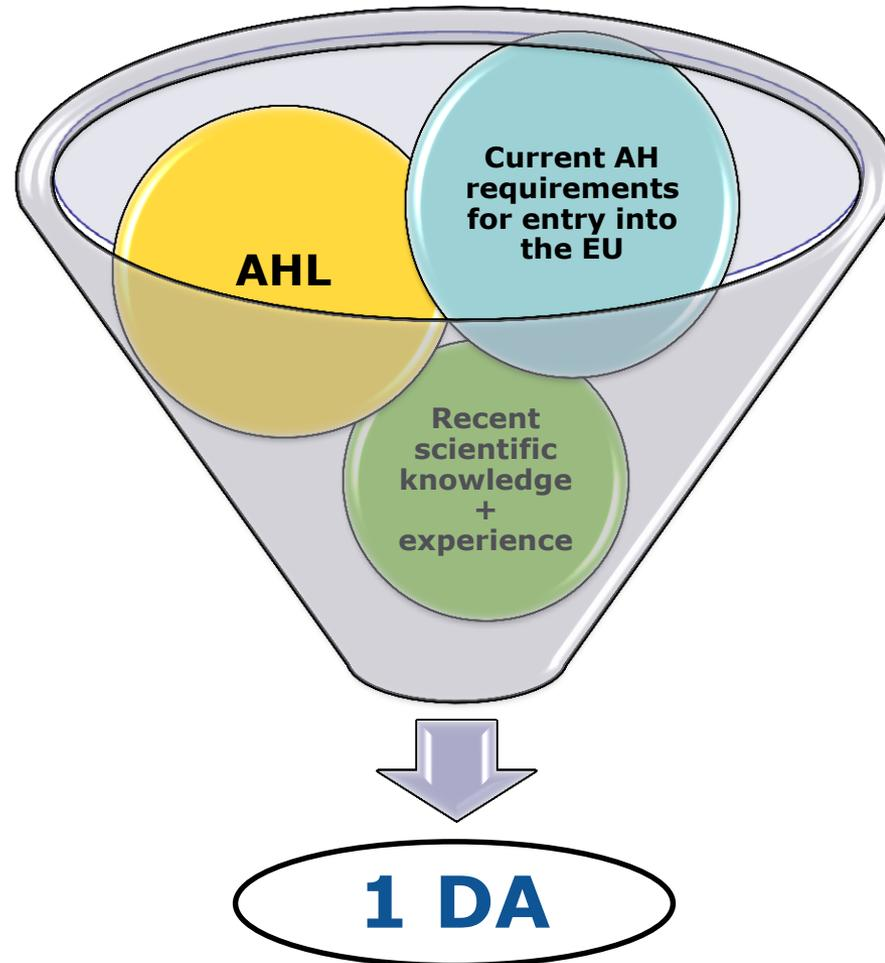 AHL
Current AH
requirements
for entry into
the EU
Recent
scientific
knowledge
+
experience
1 DA